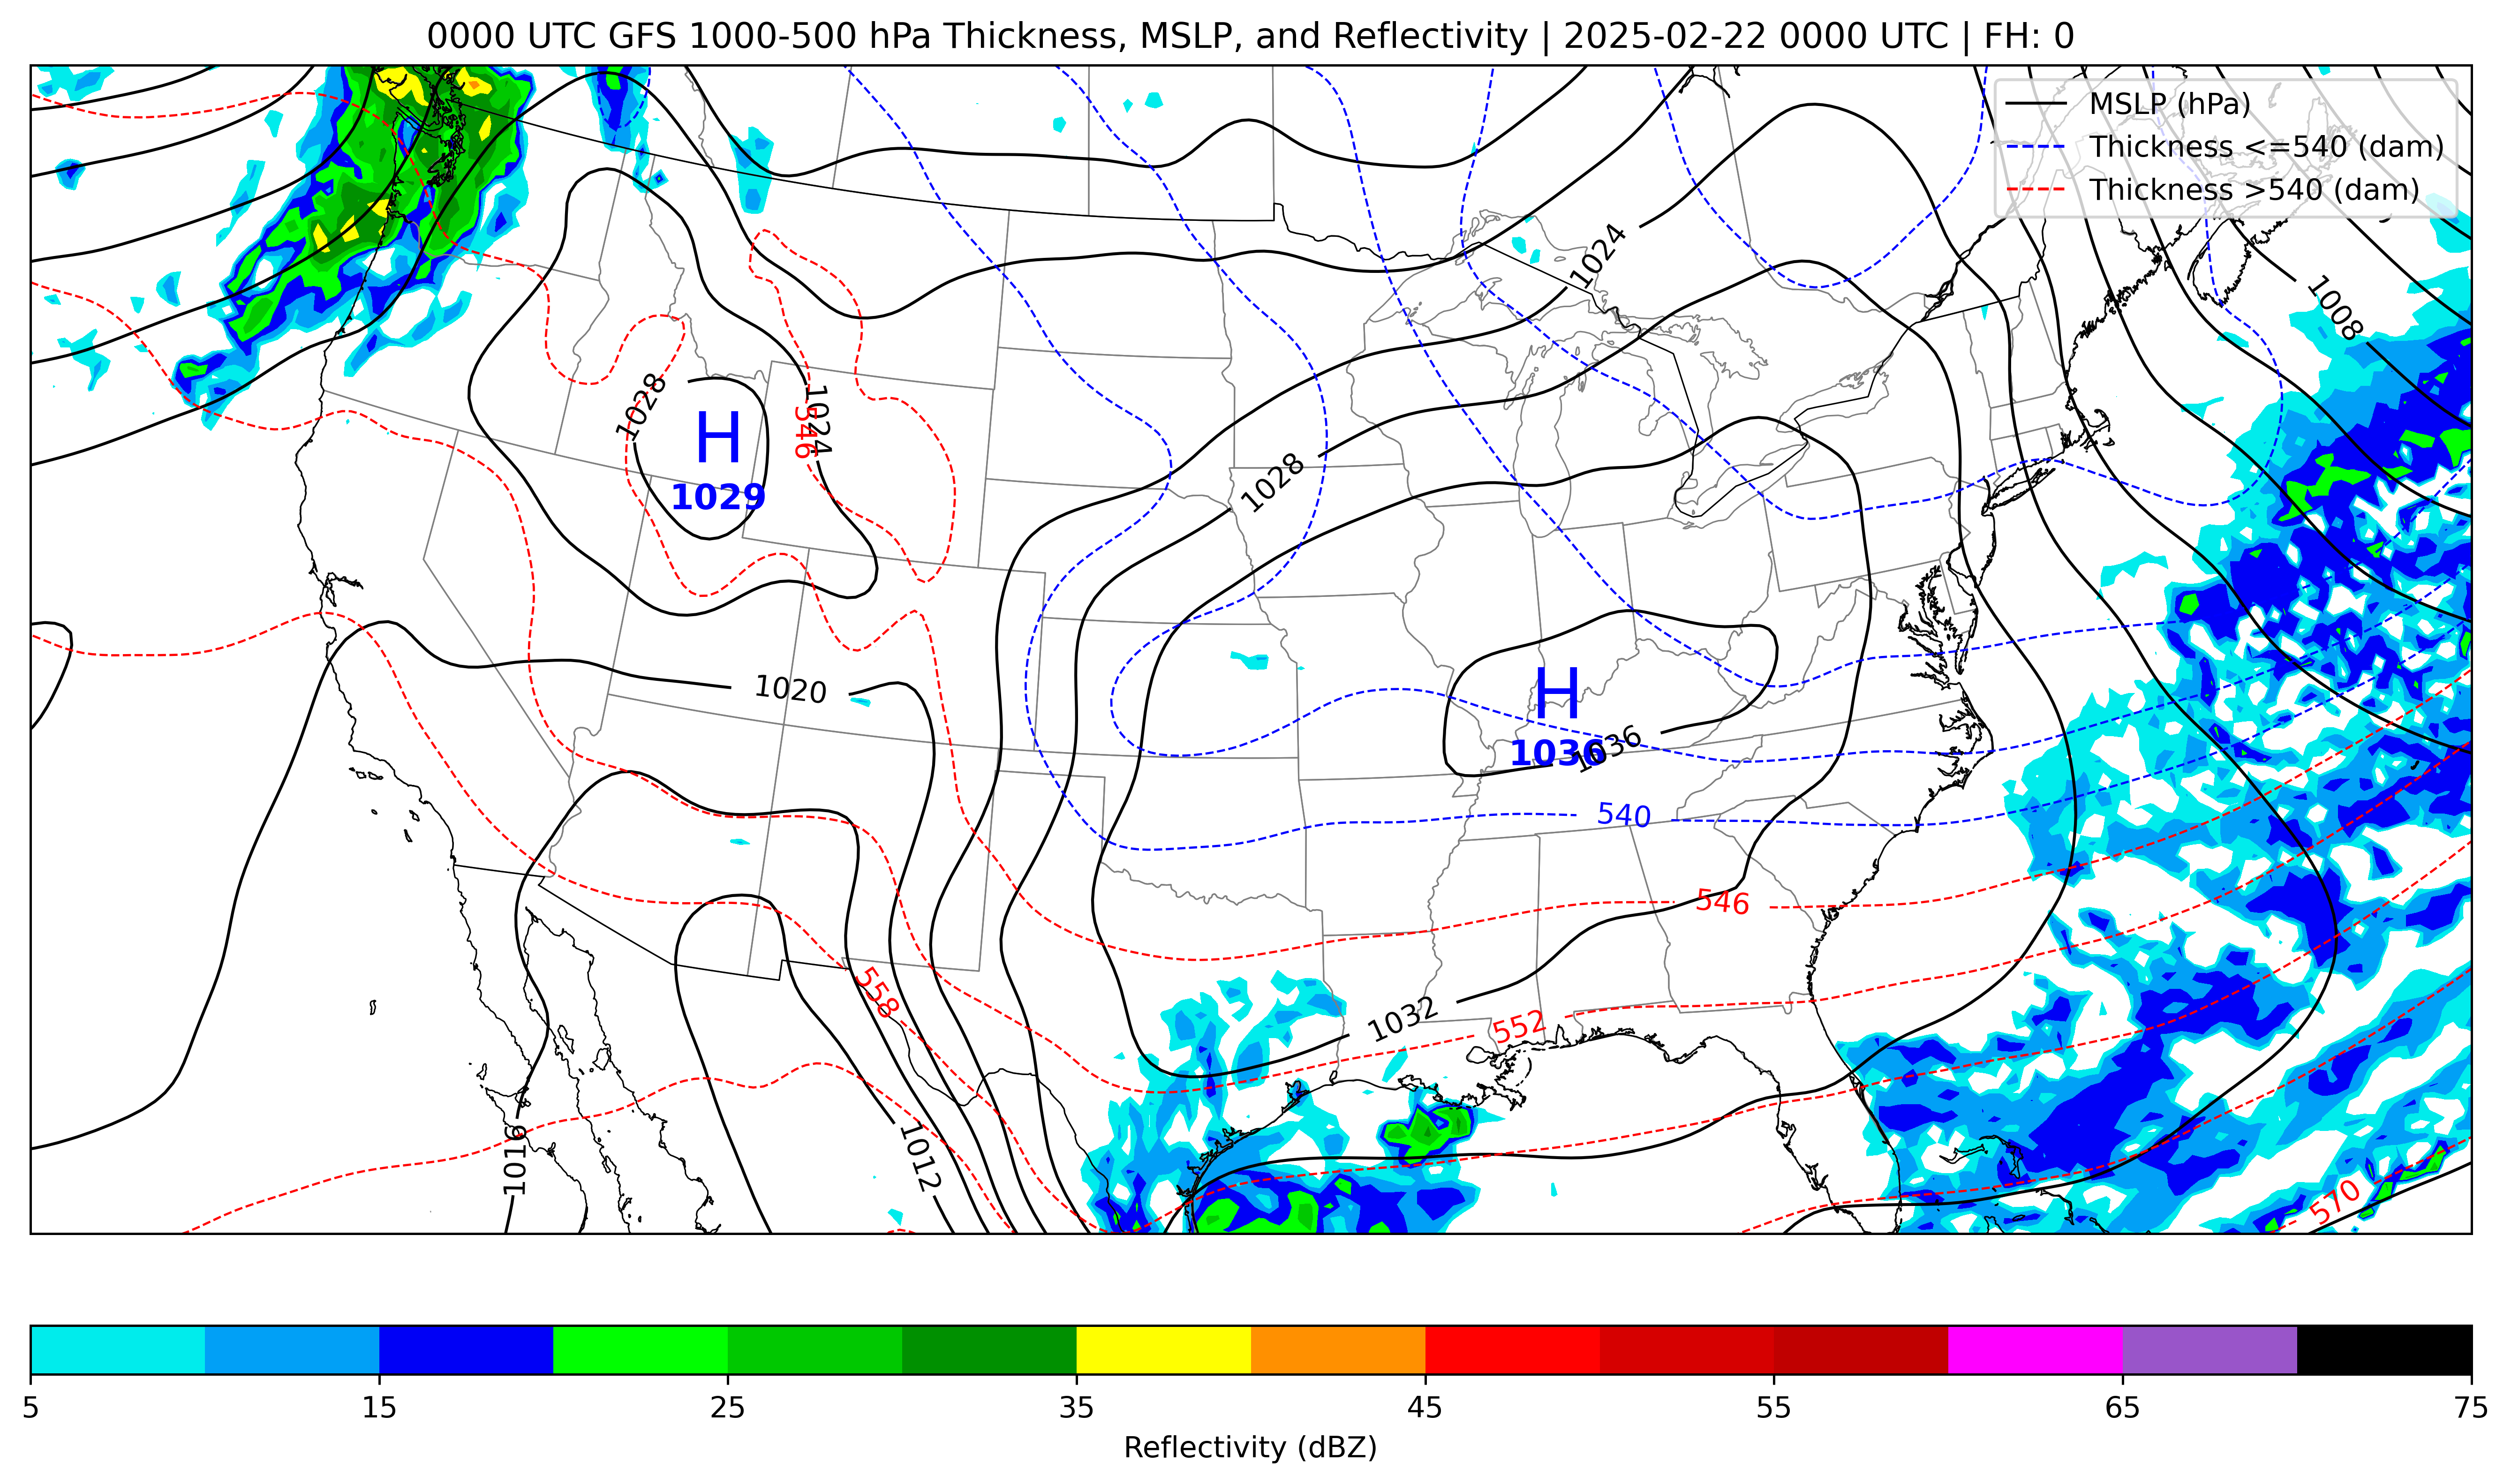 0000 UTC GFS 1000-500 hPa Thickness, MSLP, and Reflectivity | 2025-02-22 0000 UTC | FH: 0
MSLP (hPa)
Thickness <=540 (dam)
Thickness >540 (dam)
1024
1008
1028
1024
546
H
1029
1028
1020
H
1036
1036
540
546
558
1032
552
1016
1012
570
5 15 25 35 45 55 65 75
Reflectivity (dBZ)